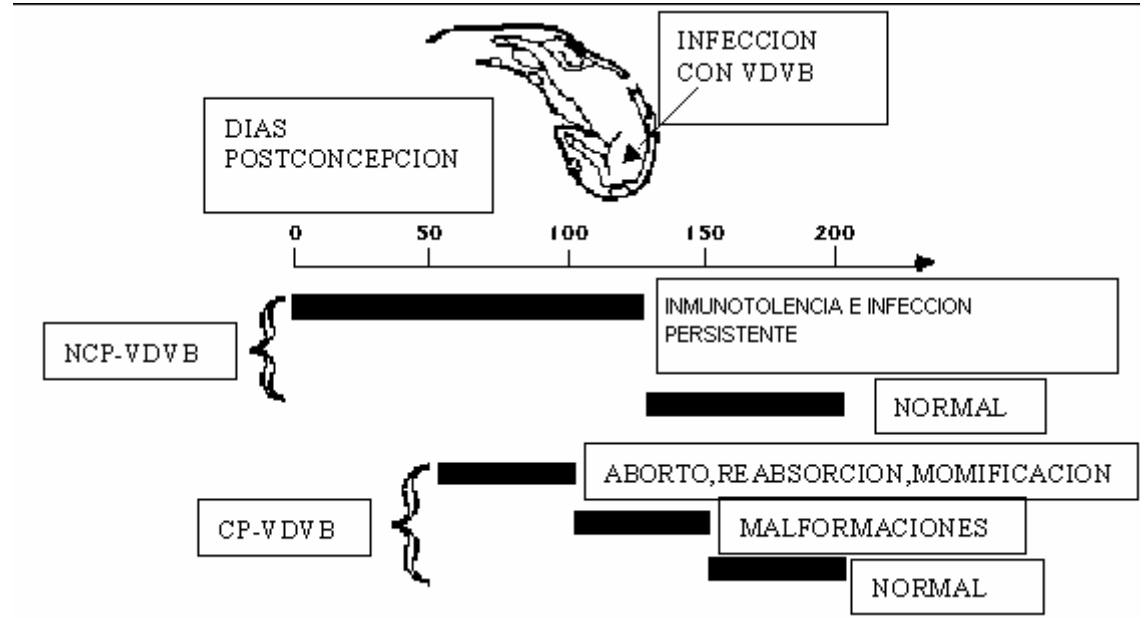 INFECCION
CON VDVB
DIAS
POSTCONCEPCION
0 50 100 150 200
INMUNOTOLENCIA E INFECCION
PERSISTENTE
NCP-VDVB
NORMAL
ABORTO,REABSORCION,MOMIFICACION
CP-VDVB
MALFORMACIONES
NORMAL